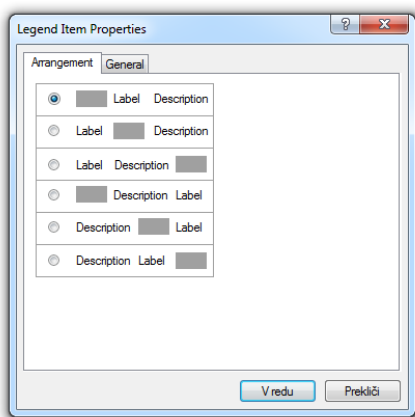 Legend Item Properties
Arrangement General
Label Description
Label Description
Label Description
Description Label
Description Label
Description Label
V redu Prekliči